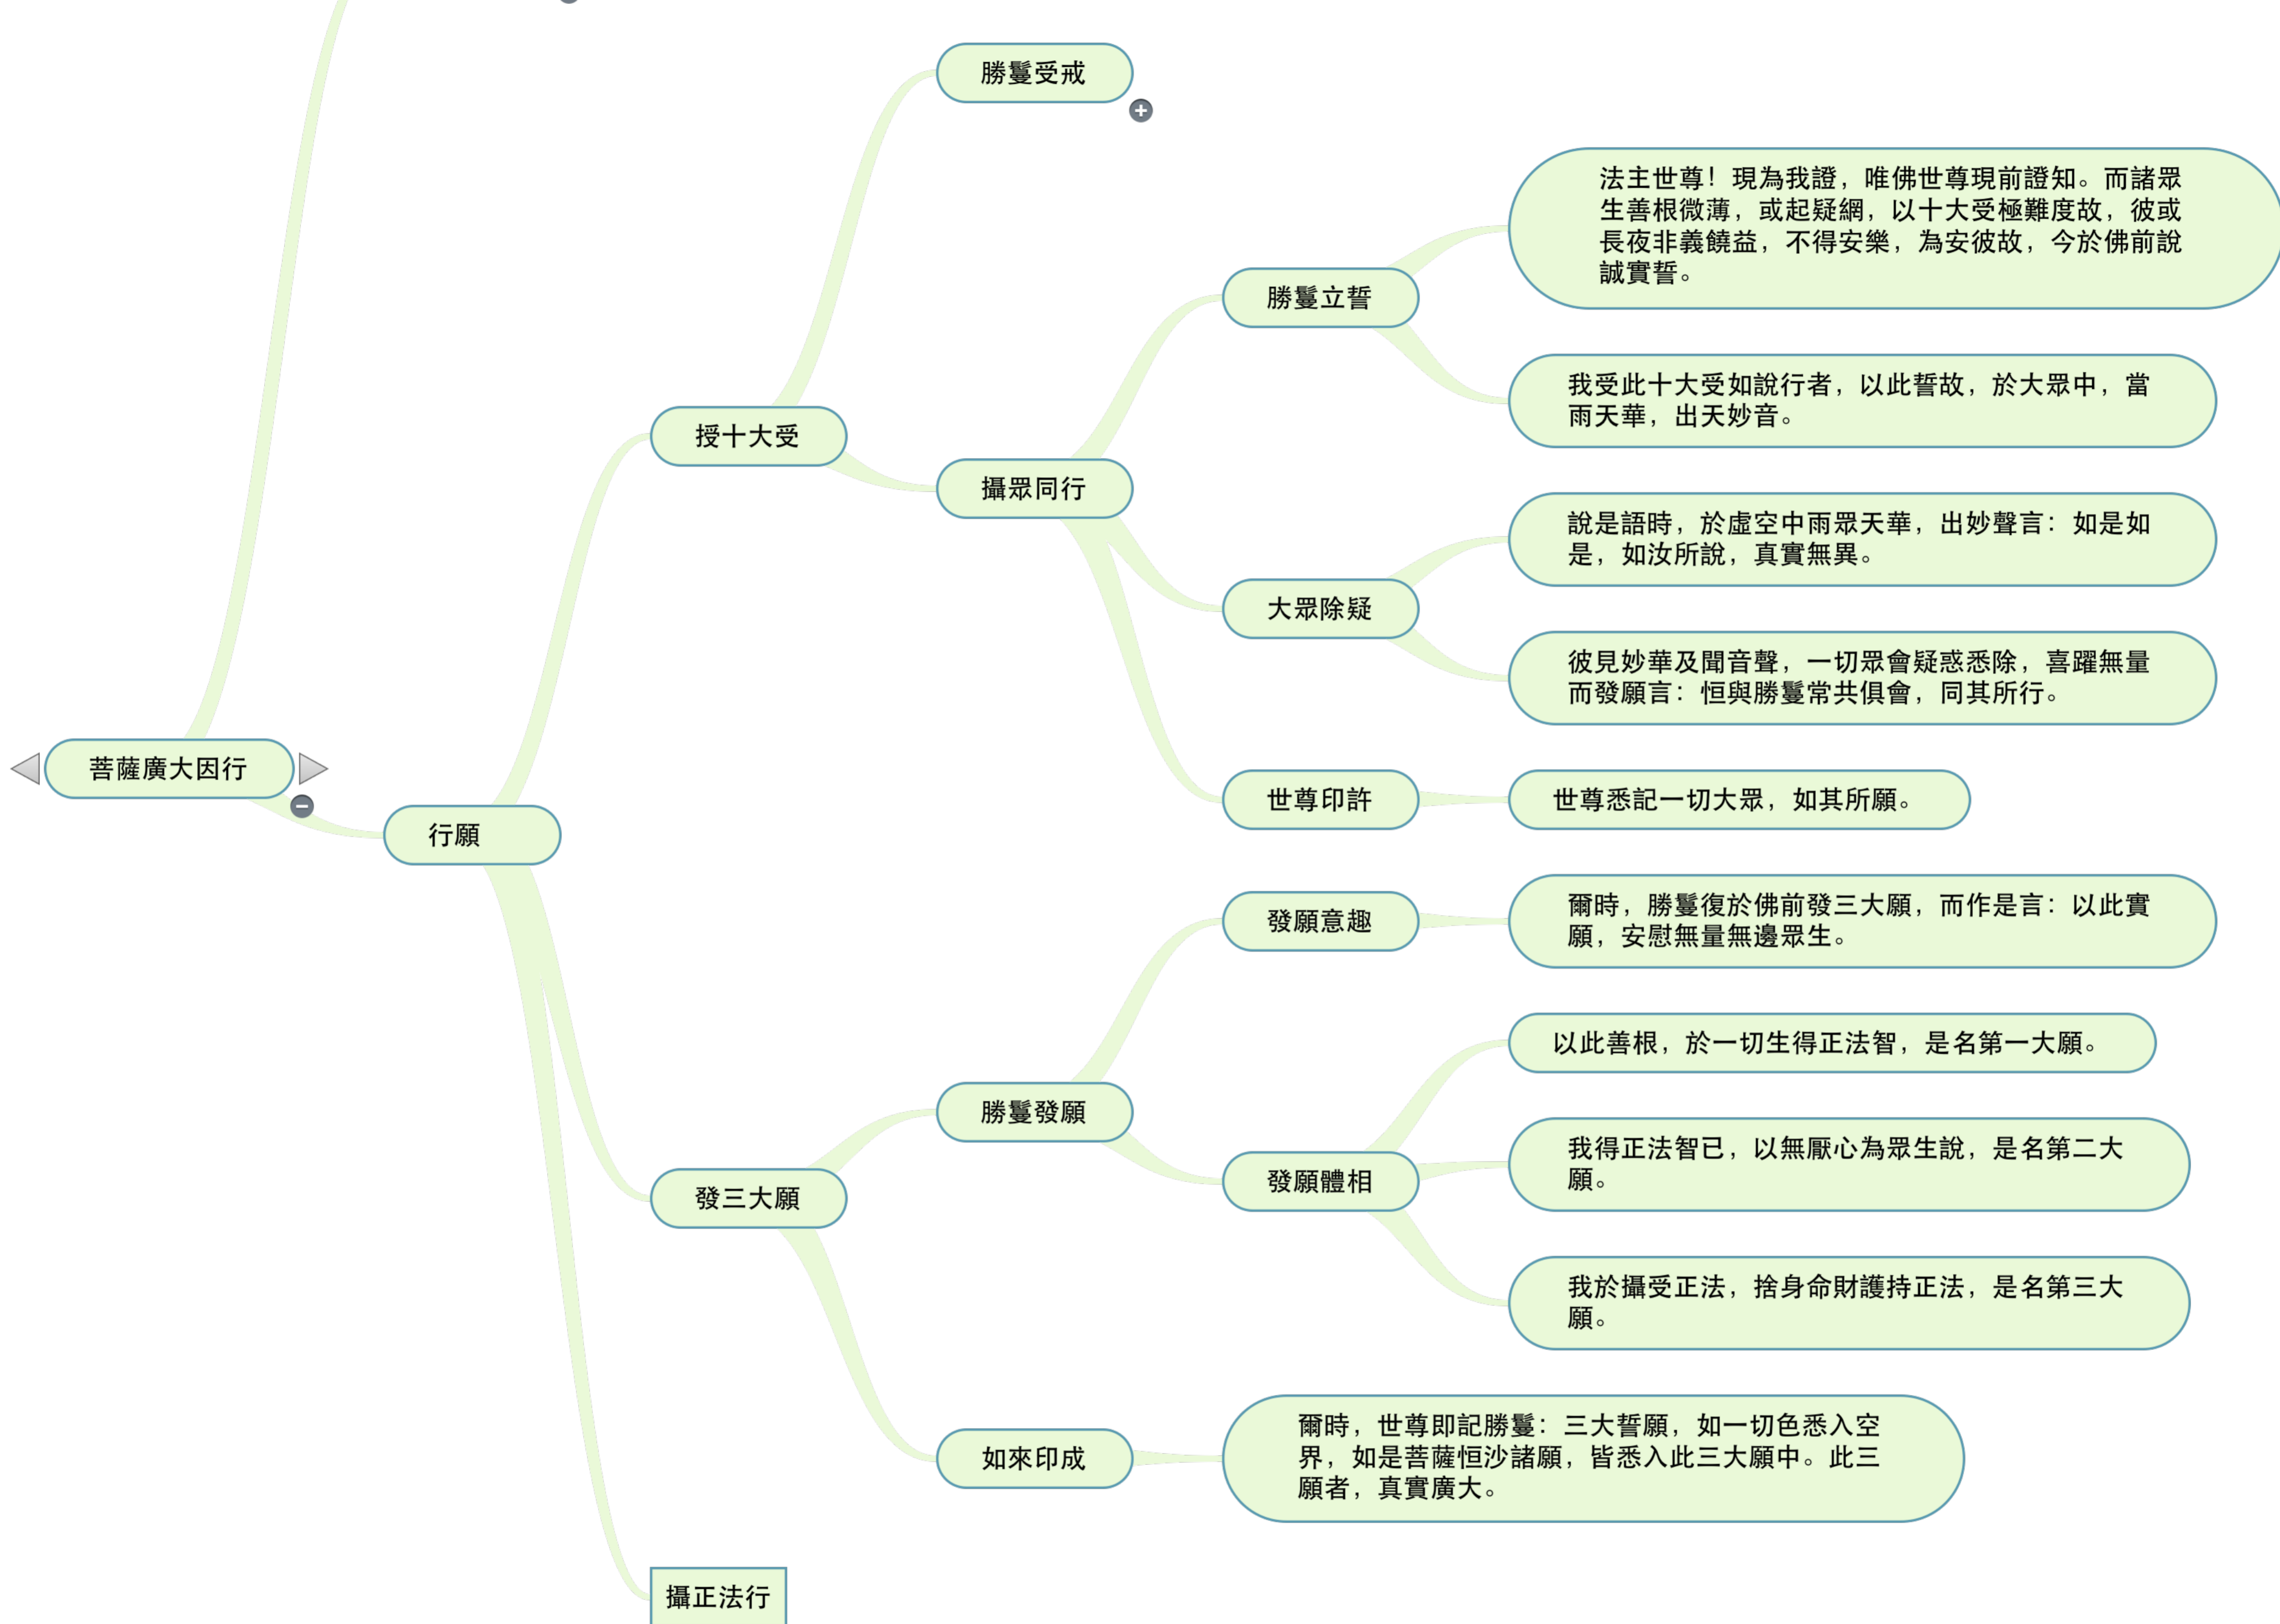 勝鬘受戒
法主世尊！現為我證，唯佛世尊現前證知。而諸眾
生善根微薄，或起疑網，以十大受極難度故，彼或
長夜非義饒益，不得安樂，為安彼故，今於佛前說
誠實誓。
勝鬘立誓
我受此十大受如說行者，以此誓故，於大眾中，當
雨天華，出天妙音。
授十大受
攝眾同行
說是語時，於虛空中雨眾天華，出妙聲言：如是如
是，如汝所說，真實無異。
大眾除疑
彼見妙華及聞音聲，一切眾會疑惑悉除，喜躍無量
而發願言：恒與勝鬘常共俱會，同其所行。
菩薩廣大因行
世尊印許
世尊悉記一切大眾，如其所願。
行願
發願意趣
爾時，勝鬘復於佛前發三大願，而作是言：以此實
願，安慰無量無邊眾生。
以此善根，於一切生得正法智，是名第一大願。
勝鬘發願
我得正法智已，以無厭心為眾生說，是名第二大
願。
發願體相
發三大願
我於攝受正法，捨身命財護持正法，是名第三大
願。
如來印成
爾時，世尊即記勝鬘：三大誓願，如一切色悉入空
界，如是菩薩恒沙諸願，皆悉入此三大願中。此三
願者，真實廣大。
攝正法行